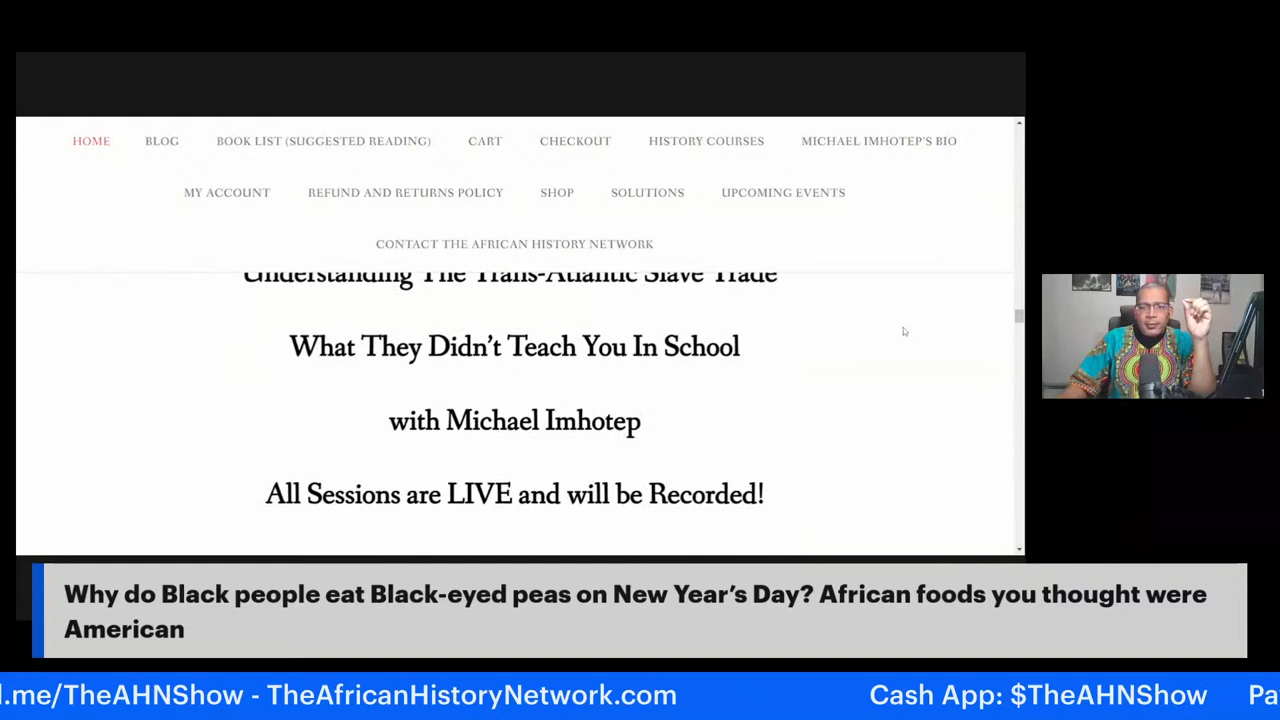 HOME BLOG BOOK LIST (SUGGESTED READING) CART CHECKOUT HISTORY COURSES MICHAEL IMHOTEP'S BIO
MY ACCOUNT REFUND AND RETURNS POLICY SHOP SOLUTIONS UPCOMING EVENTS
CONTACT THE AFRICAN HISTORY NETWORK
Understanding The Trans-Atlantic Slave Trade
What They Didn't Teach You In School
with Michael Imhotep
All Sessions are LIVE and will be Recorded!
Why do Black people eat Black-eyed peas on New Year's Day? African foods you thought were
American
l.me/TheAHNShow - TheAfricanHistoryNetwork.com Cash App: $TheAHNShow Pa